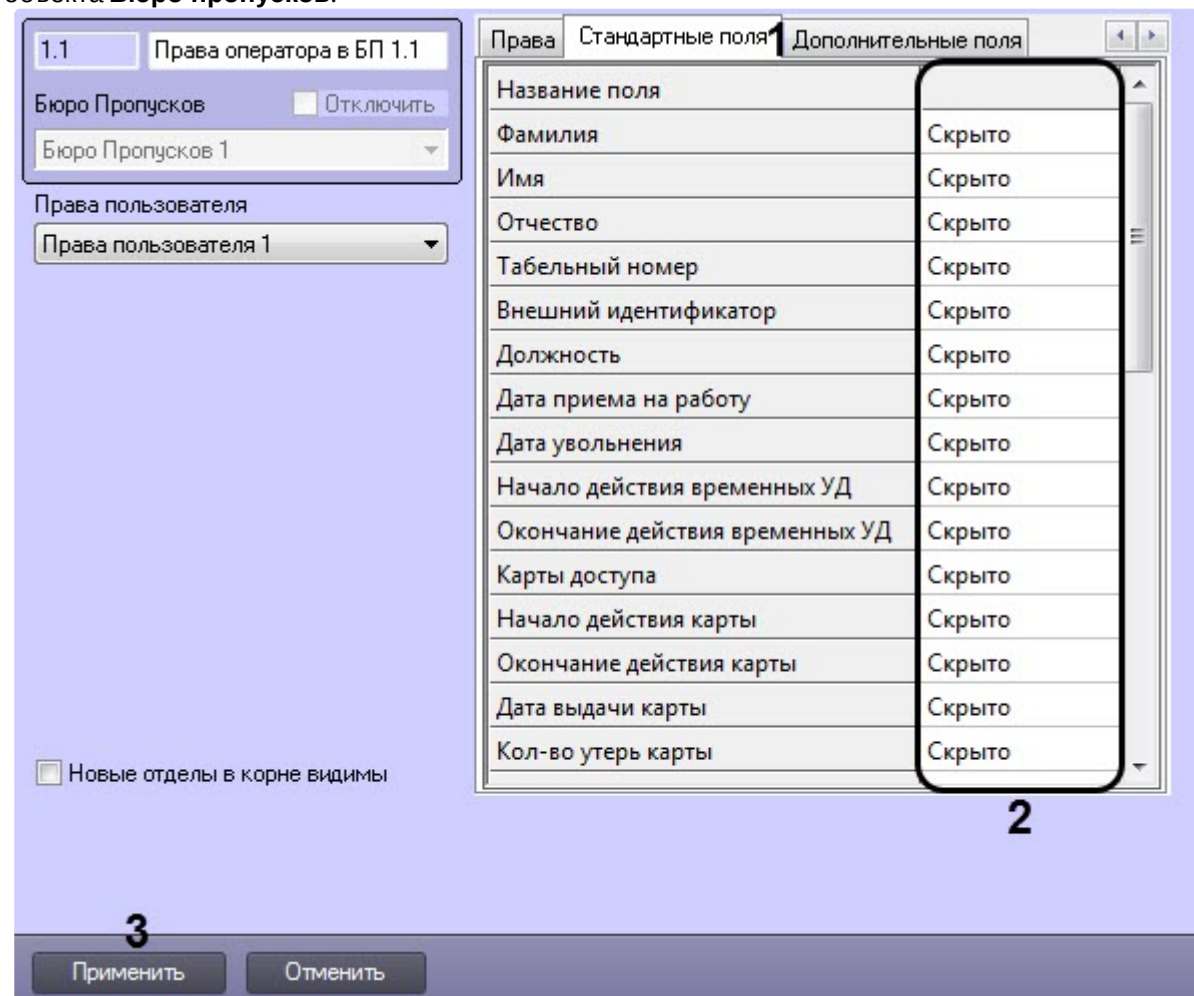 объекта Бюро пропусков.
1.1 Права оператора в БП 1.1
Бюро Пропусков Отключить
Бюро Пропусков 1
Права пользователя
Права пользователя 1
Новые отделы в корне видимы
Права Стандартные поля 1 Дополнительные поля
Название поля
Фамилия Скрыто
Имя Скрыто
Отчество Скрыто
Табельный номер Скрыто
Внешний идентификатор Скрыто
Должность Скрыто
Дата приема на работу Скрыто
Дата увольнения Скрыто
Начало действия временных УД Скрыто
Окончание действия временных УД Скрыто
Карты доступа Скрыто
Начало действия карты Скрыто
Окончание действия карты Скрыто
Дата выдачи карты Скрыто
Кол-во утерь карты Скрыто
2
3
Применить Отменить